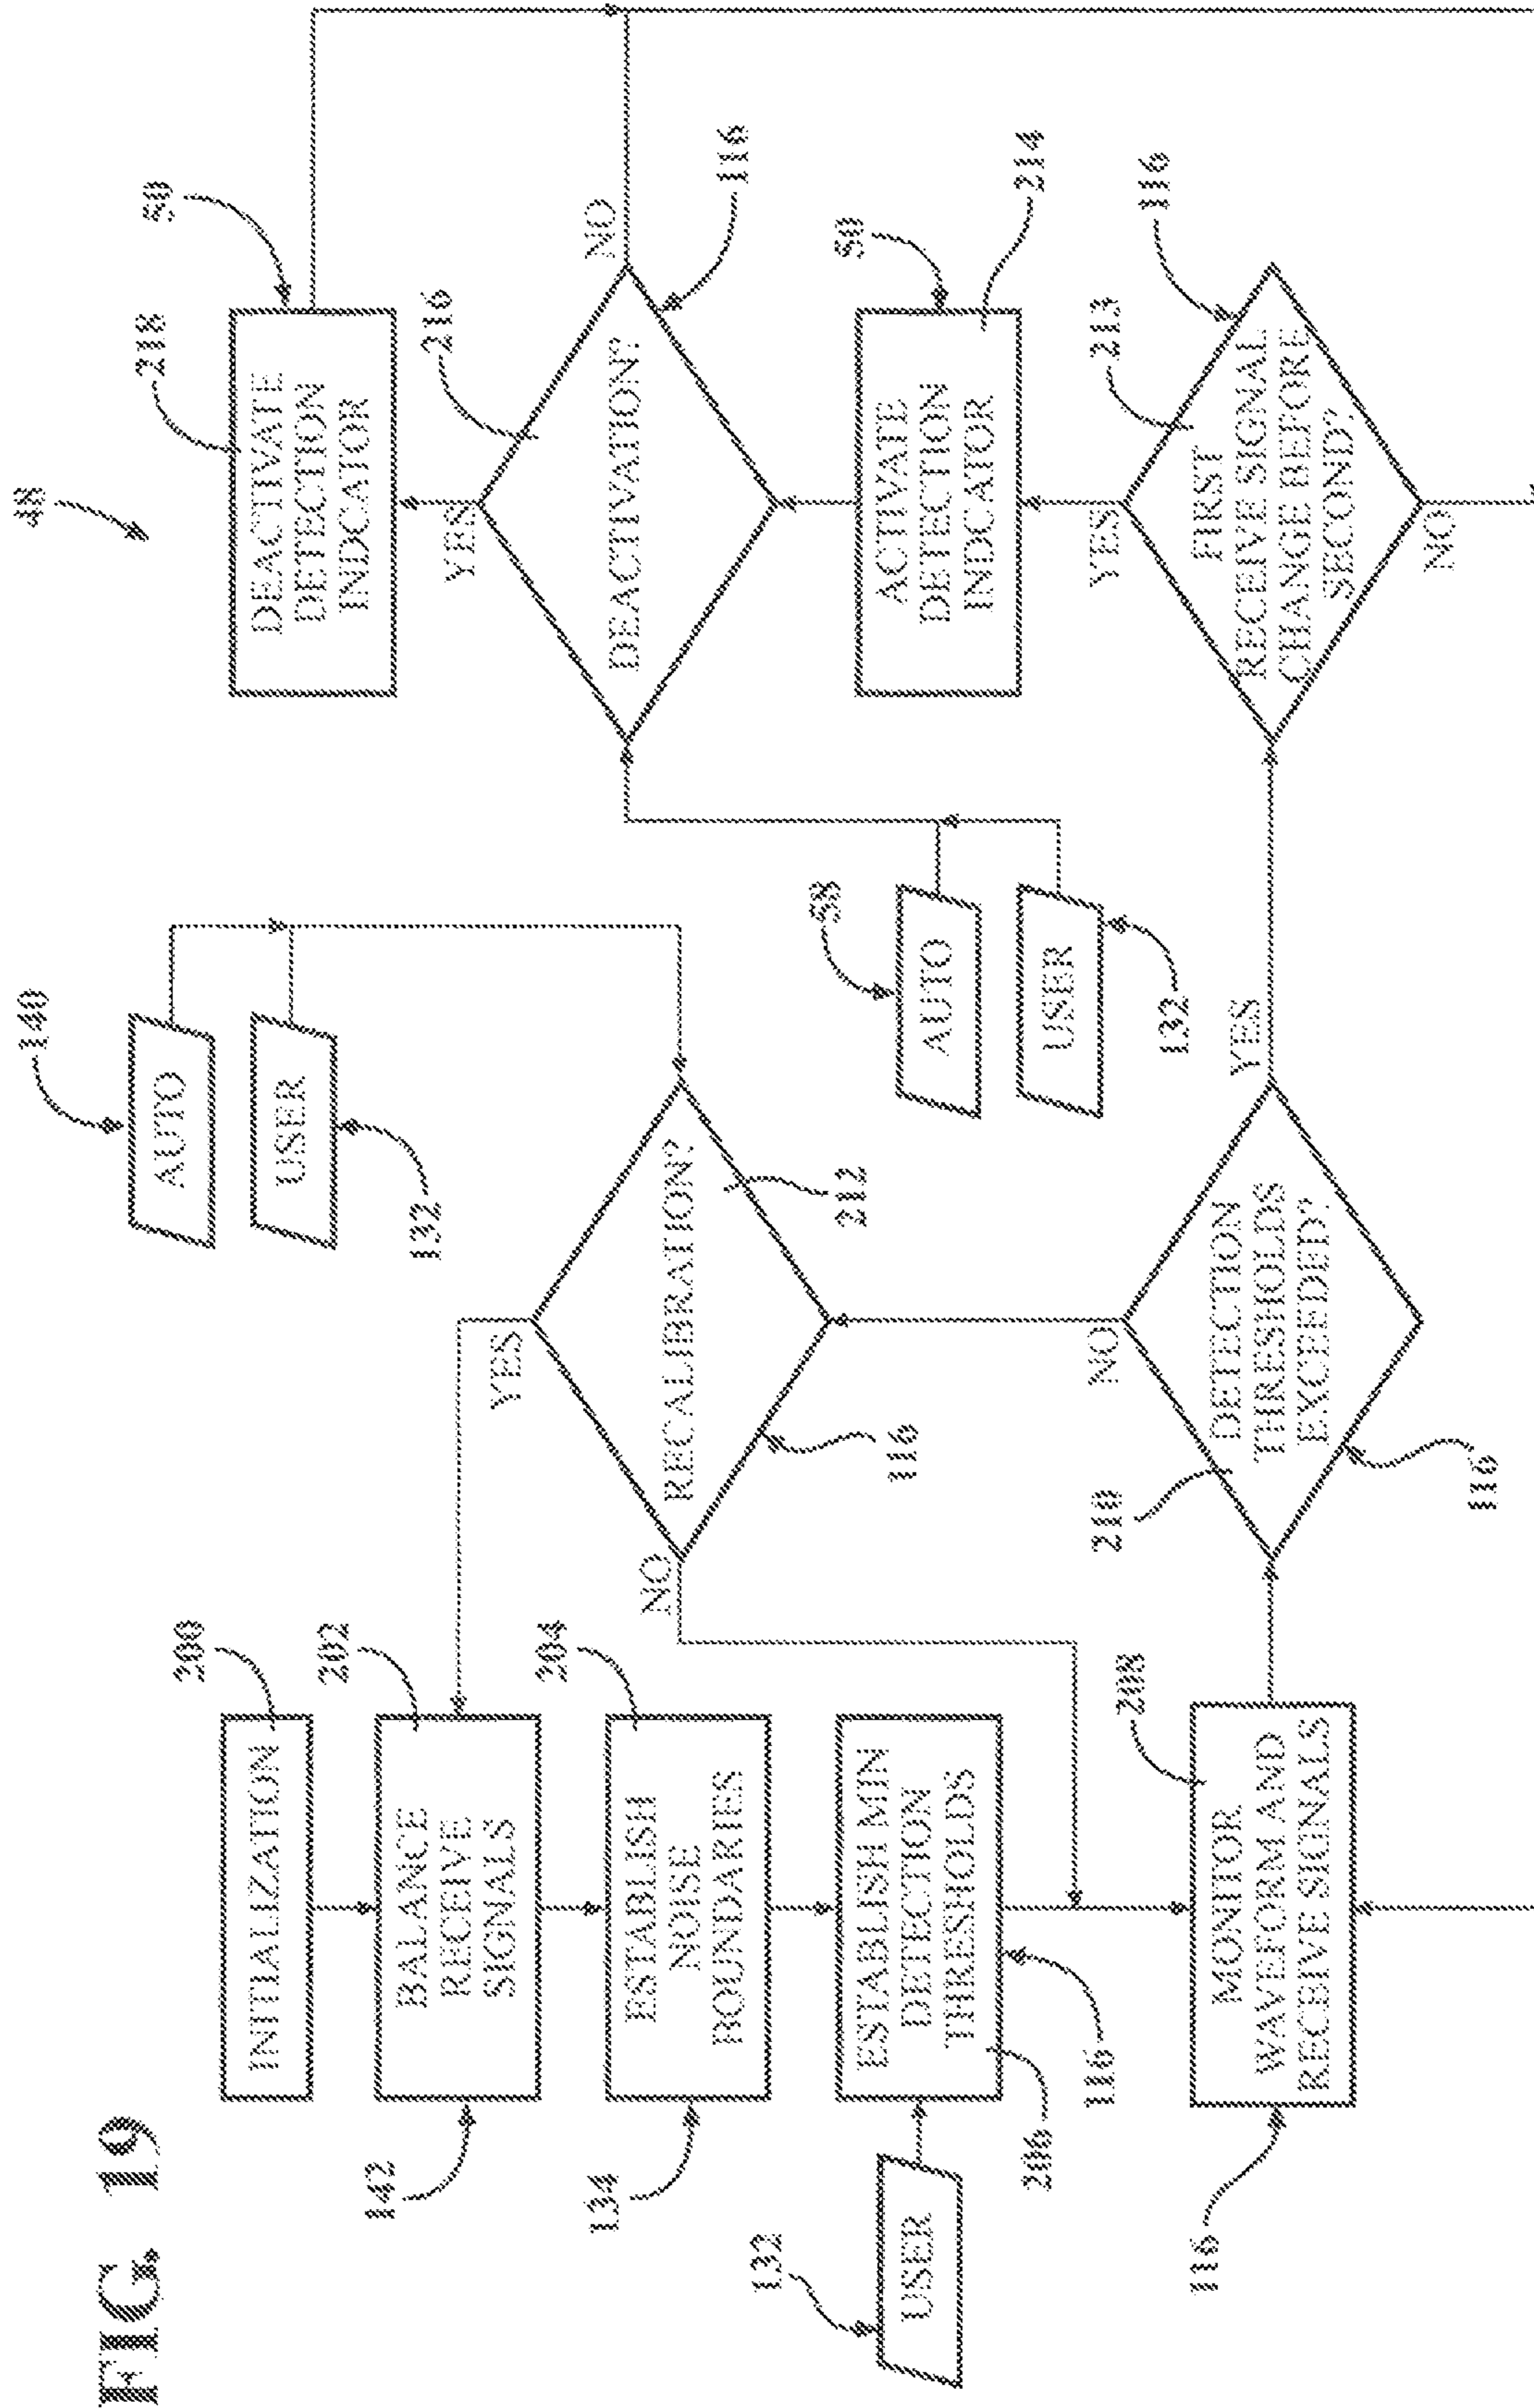 FIG. 19
48
INITIALIZATION
200
BALANCE
RECEIVE
SIGNALS
202
142
ESTABLISH
NOISE
BOUNDARIES
204
134
ESTABLISH MIN
DETECTION
THRESHOLDS
206
116
USER
132
MONITOR
WAVEFORM AND
RECEIVE SIGNALS
208
116
AUTO
140
USER
132
RECALIBRATION?
YES
NO
212
116
DETECTION
THRESHOLDS
EXCEEDED?
NO
YES
210
116
AUTO
58
USER
132
DEACTIVATE
DETECTION
INDCATOR
218
50
DEACTIVATION?
YES
NO
216
116
ACTIVATE
DETECTION
INDCATOR
50
214
FIRST
RECEIVE SIGNAL
CHANGE BEFORE
SECOND?
YES
NO
213
116